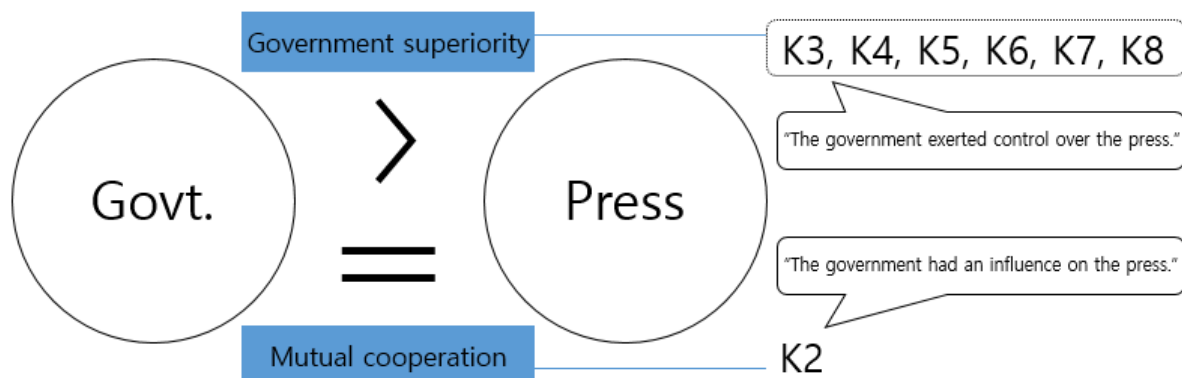 Government superiority
K3, K4, K5, K6, K7, K8
>
"The government exerted control over the press."
Govt.
Press
=
"The government had an influence on the press."
Mutual cooperation
K2